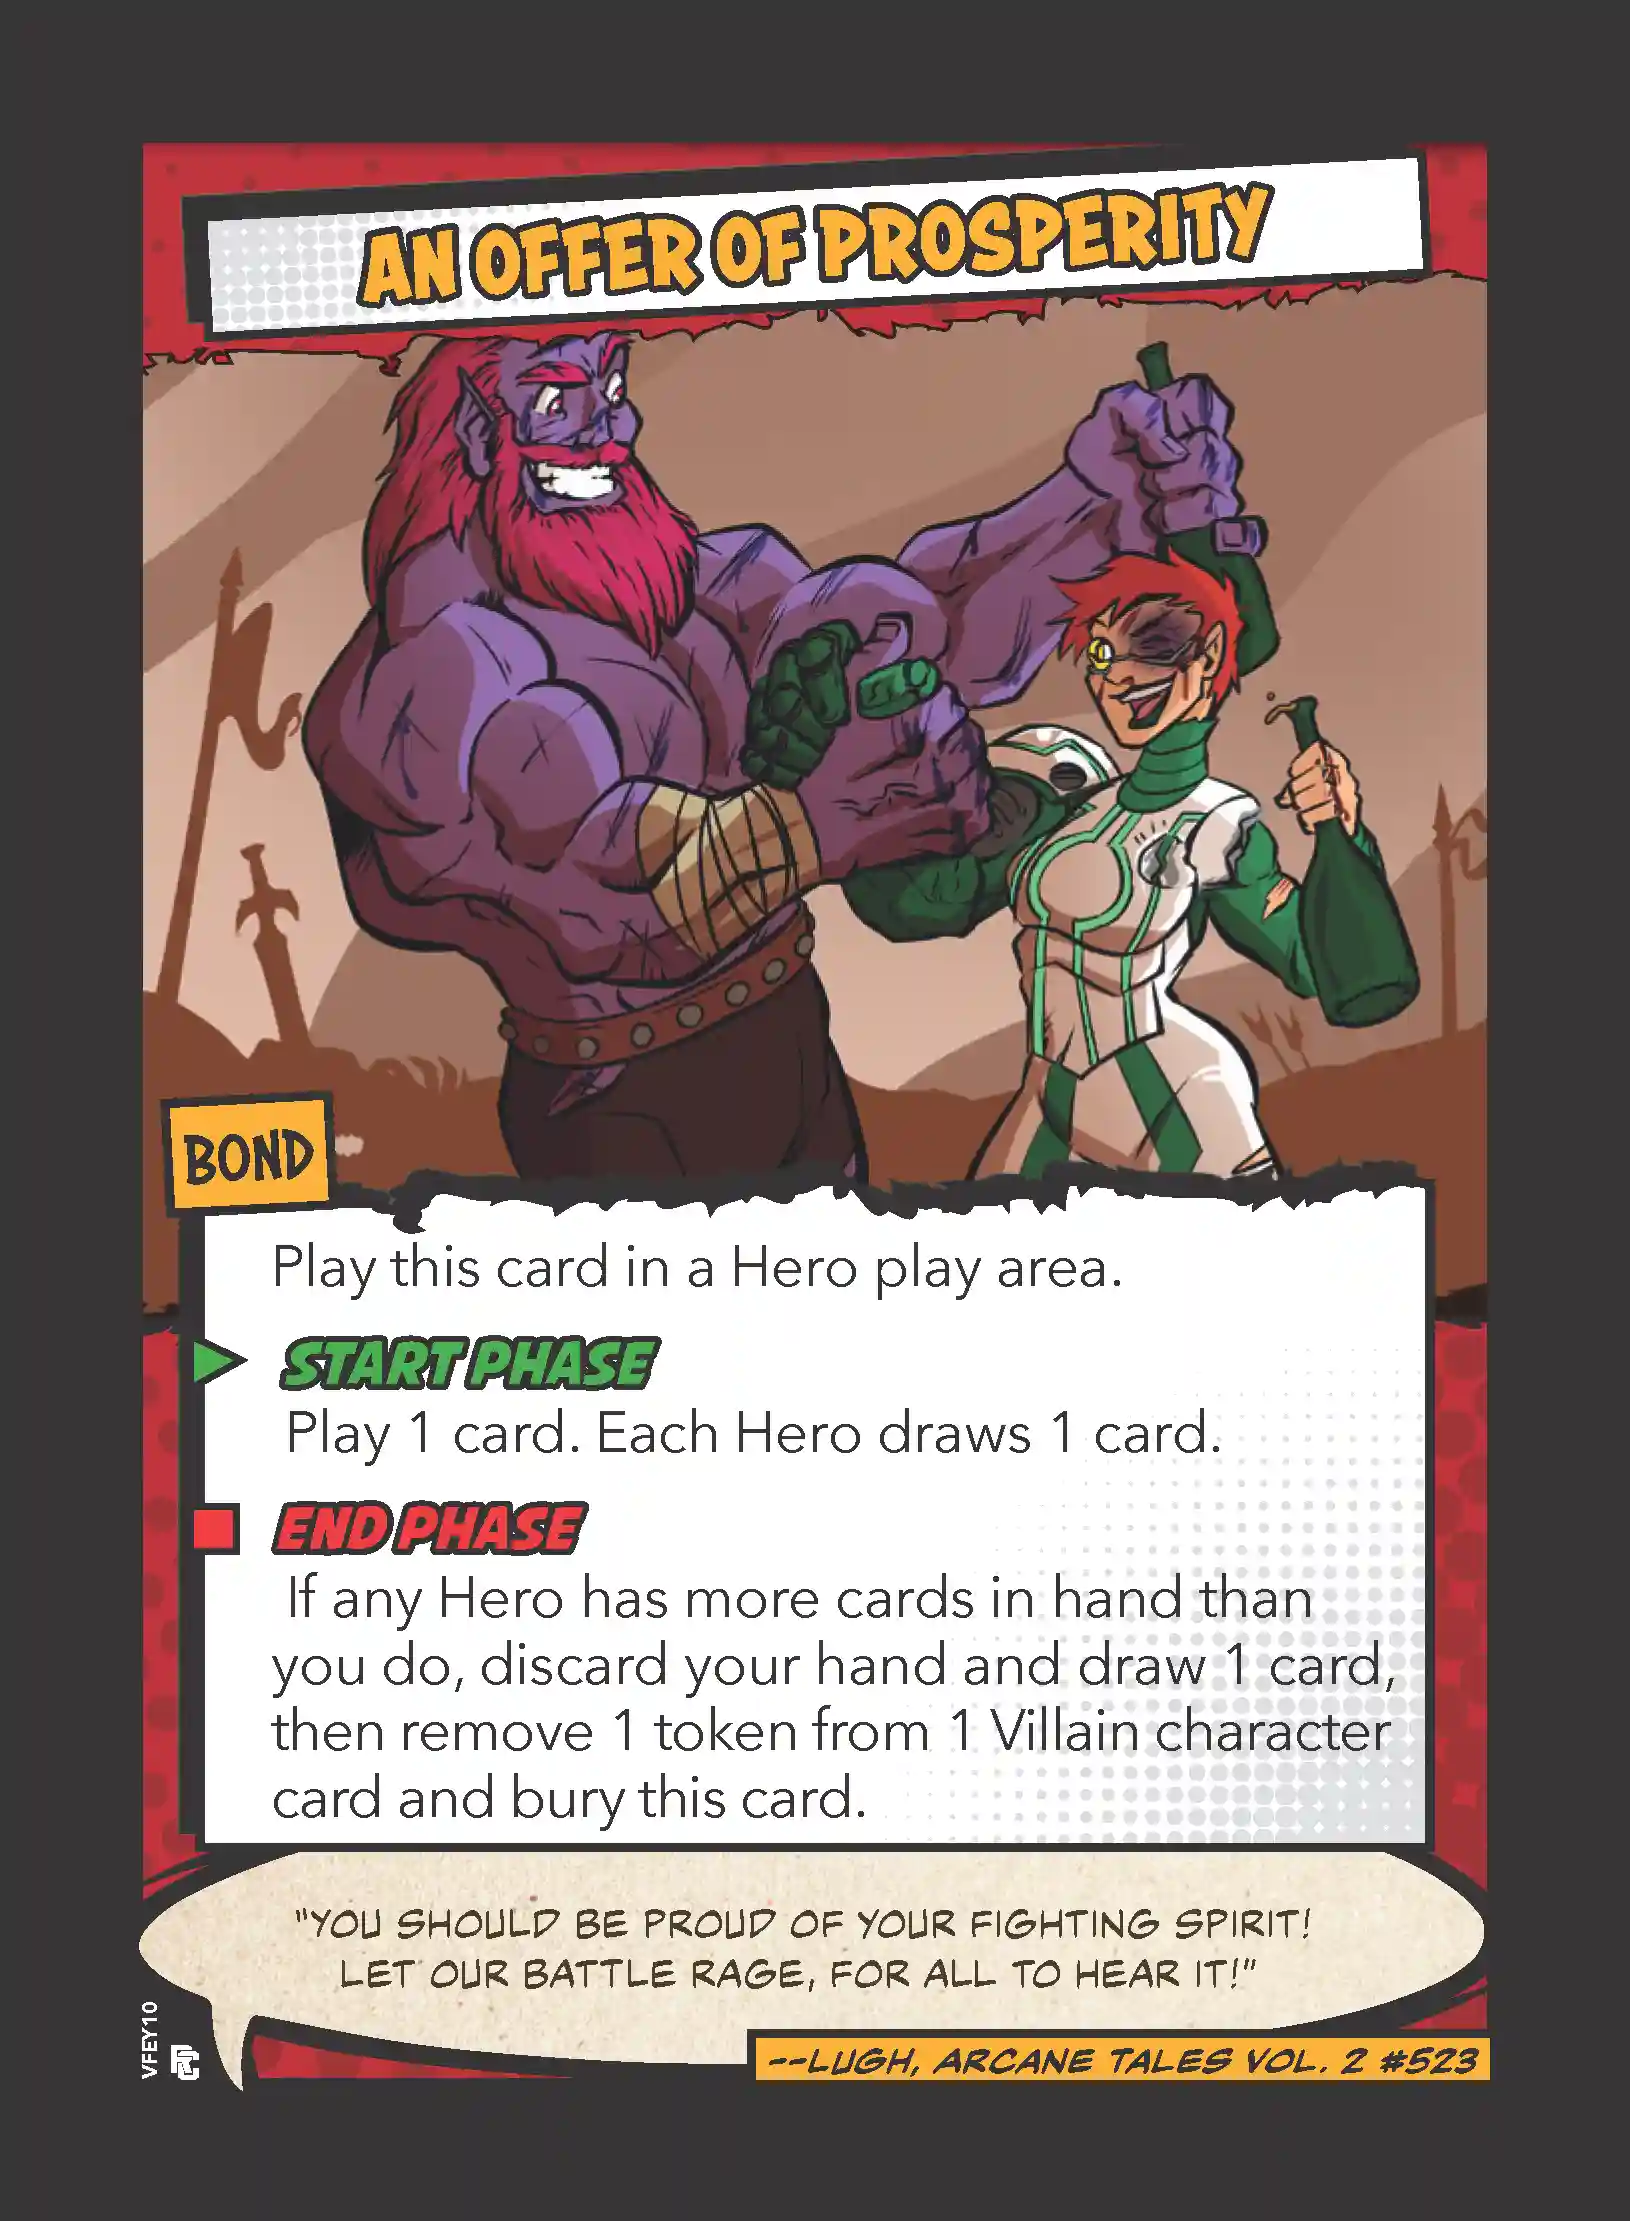 AN OFFER OF PROSPERITY
BOND
Play this card in a Hero play area.
START PHASE
Play 1 card. Each Hero draws 1 card.
END PHASE
If any Hero has more cards in hand than
you do, discard your hand and draw 1 card,
then remove 1 token from 1 Villain character
card and bury this card.
"YOU SHOULD BE PROUD OF YOUR FIGHTING SPIRIT!
LET OUR BATTLE RAGE, FOR ALL TO HEAR IT!"
--LUGH, ARCANE TALES VOL. 2 #523
VFEY10